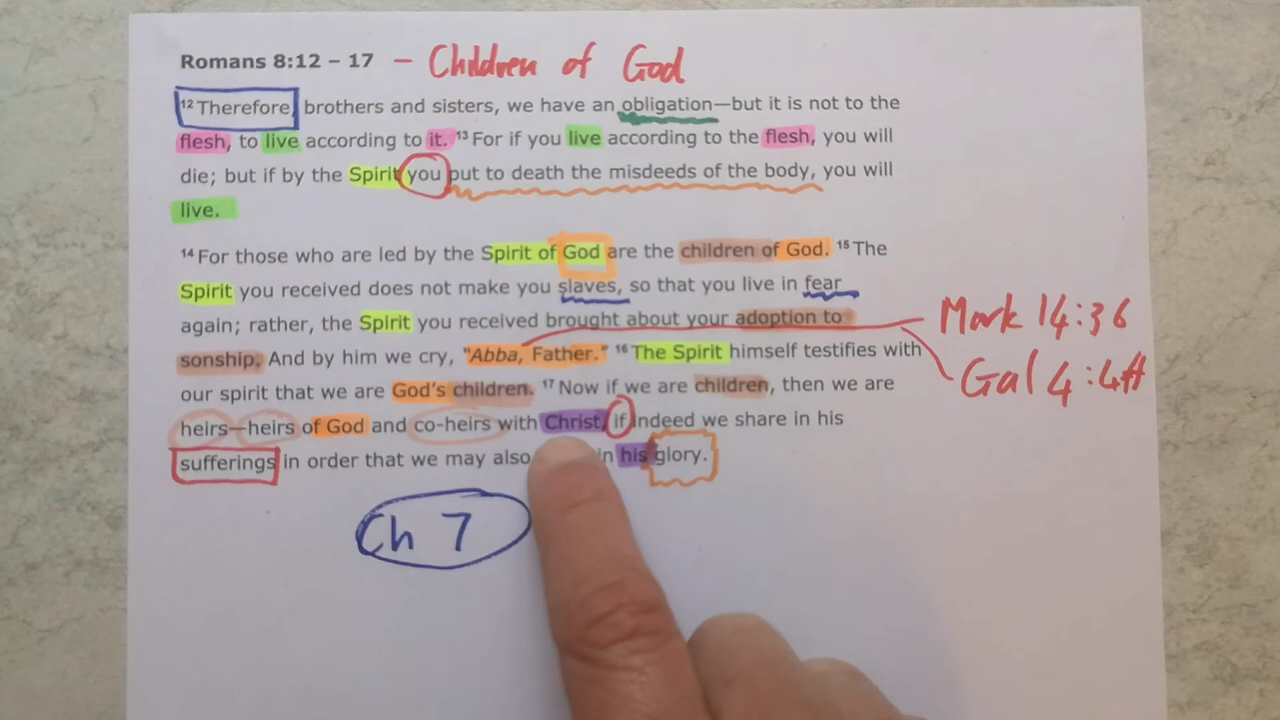 Romans 8:12 – 17 – Children of God
¹² Therefore, brothers and sisters, we have an obligation—but it is not to the
flesh, to live according to it. ¹³ For if you live according to the flesh, you will
die; but if by the Spirit you put to death the misdeeds of the body, you will
live.
¹⁴ For those who are led by the Spirit of God are the children of God. ¹⁵ The
Spirit you received does not make you slaves, so that you live in fear
again; rather, the Spirit you received brought about your adoption to
Mark 14:36
sonship. And by him we cry, "Abba, Father." ¹⁶ The Spirit himself testifies with
Gal 4:4ff
our spirit that we are God's children. ¹⁷ Now if we are children, then we are
heirs—heirs of God and co-heirs with Christ, if indeed we share in his
sufferings in order that we may also in his glory.
Ch 7